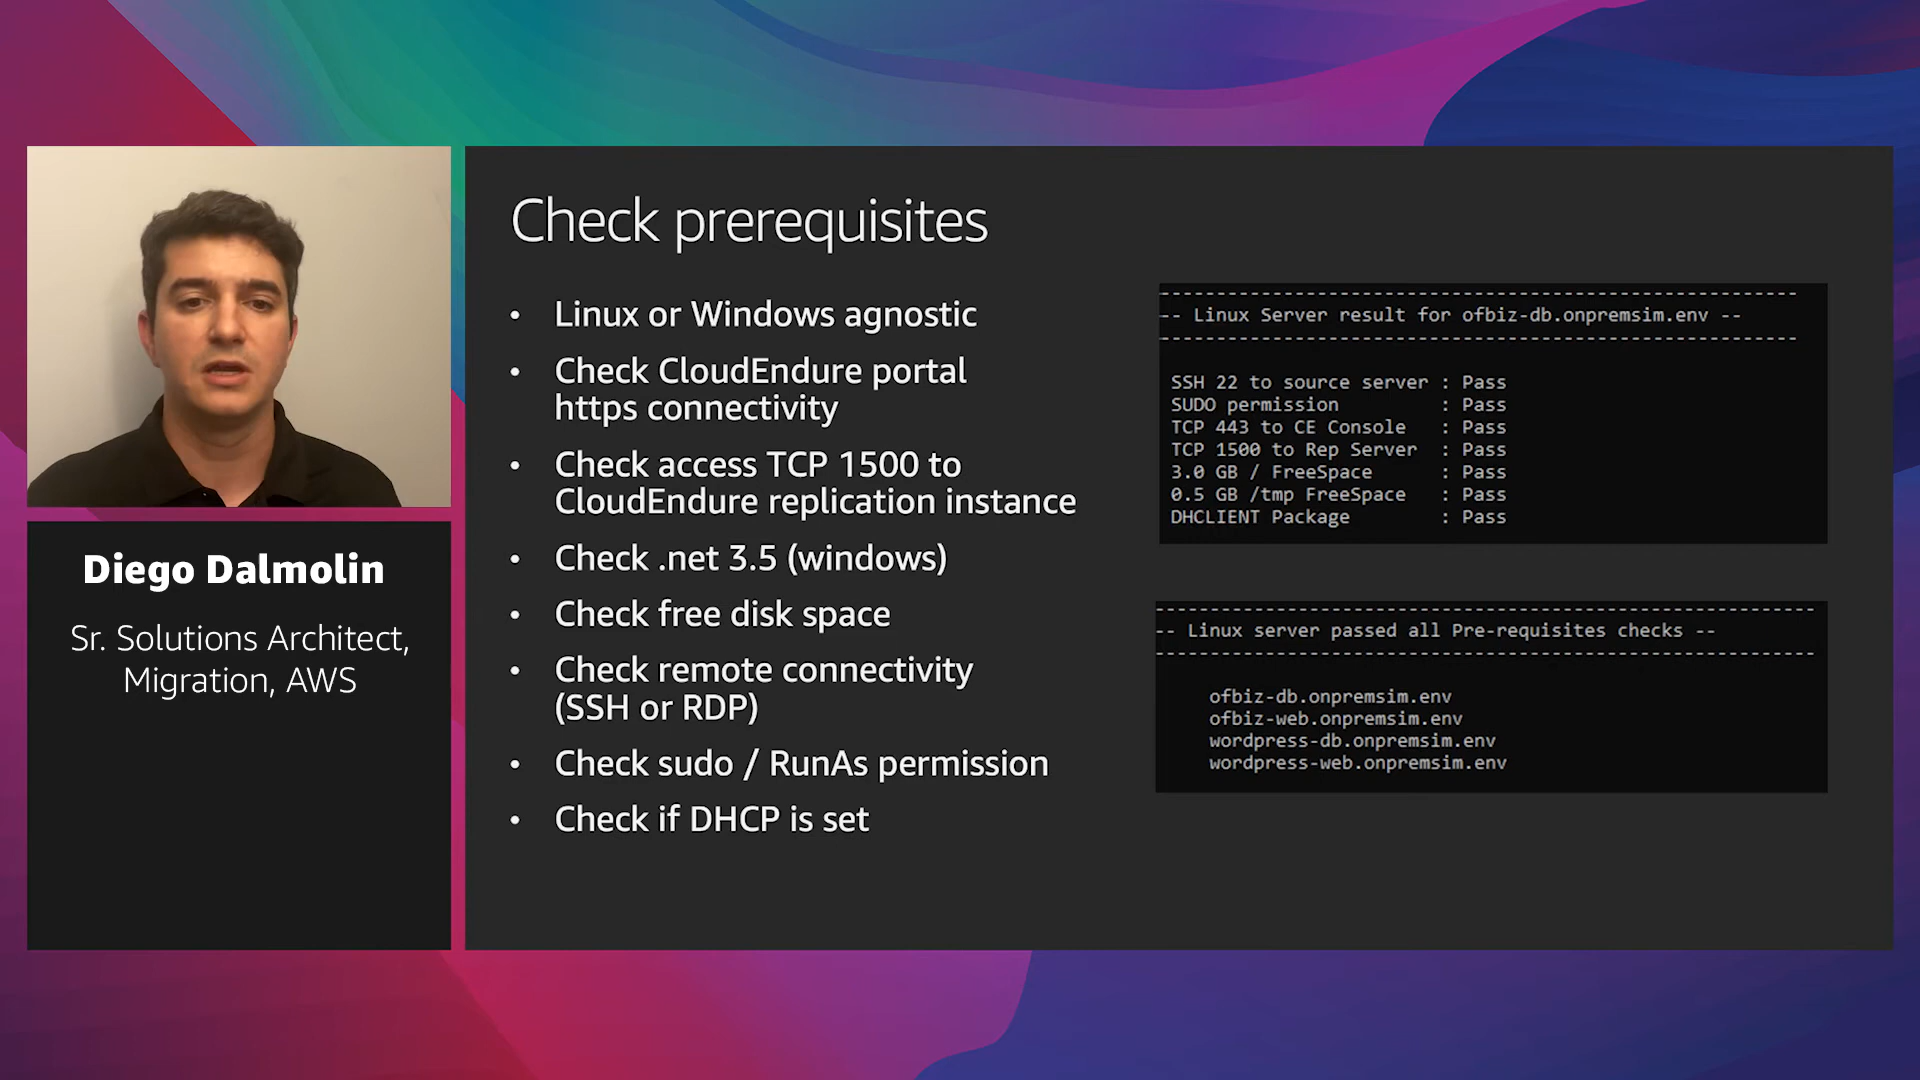 Diego Dalmolin
Sr. Solutions Architect,
Migration, AWS
Check prerequisites
• Linux or Windows agnostic
• Check CloudEndure portal
https connectivity
• Check access TCP 1500 to
CloudEndure replication instance
• Check .net 3.5 (windows)
• Check free disk space
• Check remote connectivity
(SSH or RDP)
• Check sudo / RunAs permission
• Check if DHCP is set
-- Linux Server result for ofbiz-db.onpremsim.env --
SSH 22 to source server : Pass
SUDO permission : Pass
TCP 443 to CE Console : Pass
TCP 1500 to Rep Server : Pass
3.0 GB / FreeSpace : Pass
0.5 GB /tmp FreeSpace : Pass
DHCLIENT Package : Pass
-- Linux server passed all Pre-requisites checks --
ofbiz-db.onpremsim.env
ofbiz-web.onpremsim.env
wordpress-db.onpremsim.env
wordpress-web.onpremsim.env